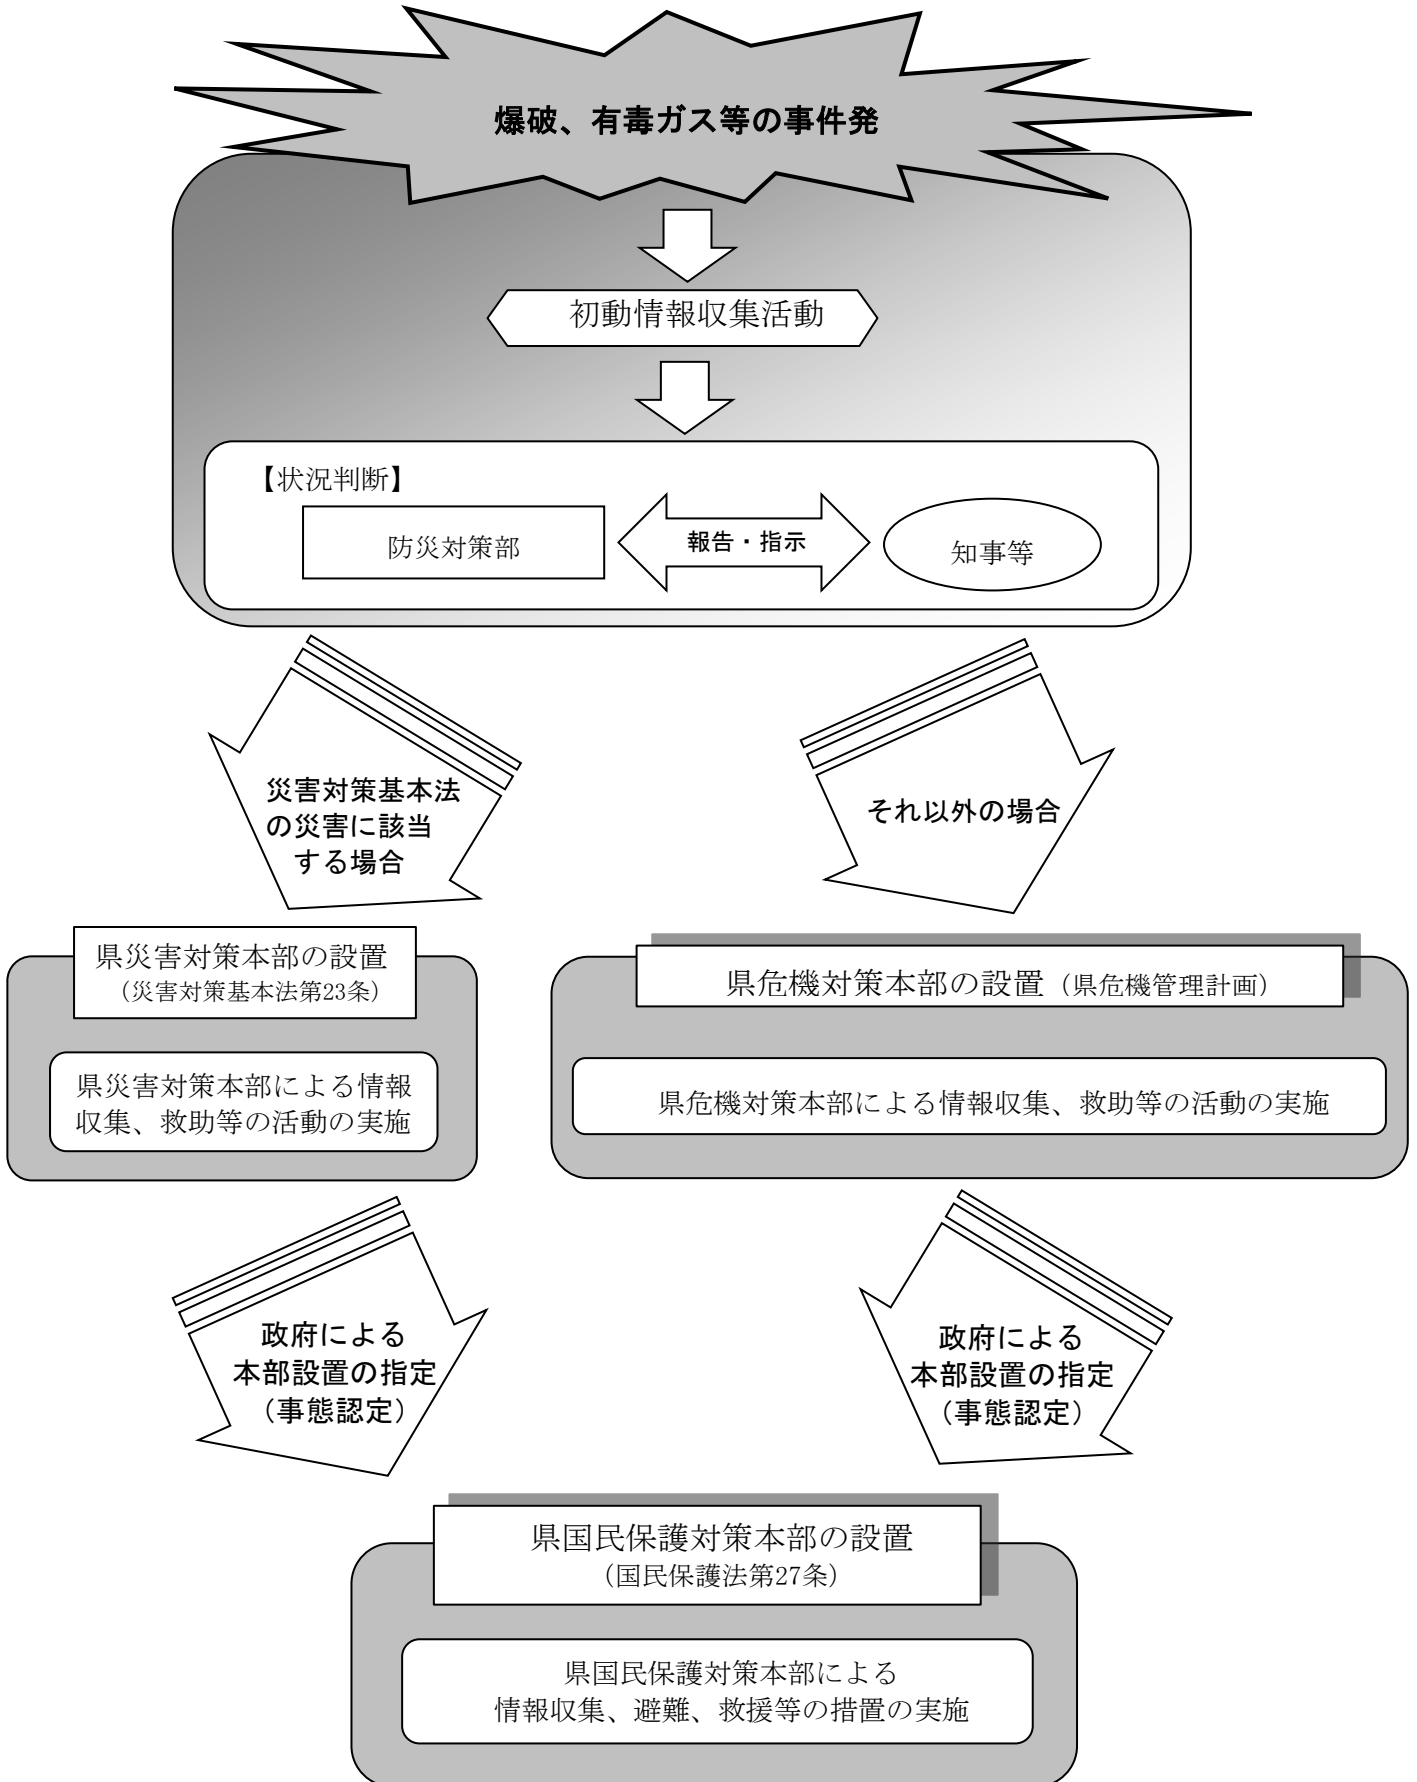 爆破、有毒ガス等の事件発
初動情報収集活動
【状況判断】
防災対策部
報告・指示
知事等
災害対策基本法
の災害に該当
する場合
それ以外の場合
県災害対策本部の設置
（災害対策基本法第23条）
県災害対策本部による情報
収集、救助等の活動の実施
県危機対策本部の設置（県危機管理計画）
県危機対策本部による情報収集、救助等の活動の実施
政府による
本部設置の指定
（事態認定）
政府による
本部設置の指定
（事態認定）
県国民保護対策本部の設置
（国民保護法第27条）
県国民保護対策本部による
情報収集、避難、救援等の措置の実施